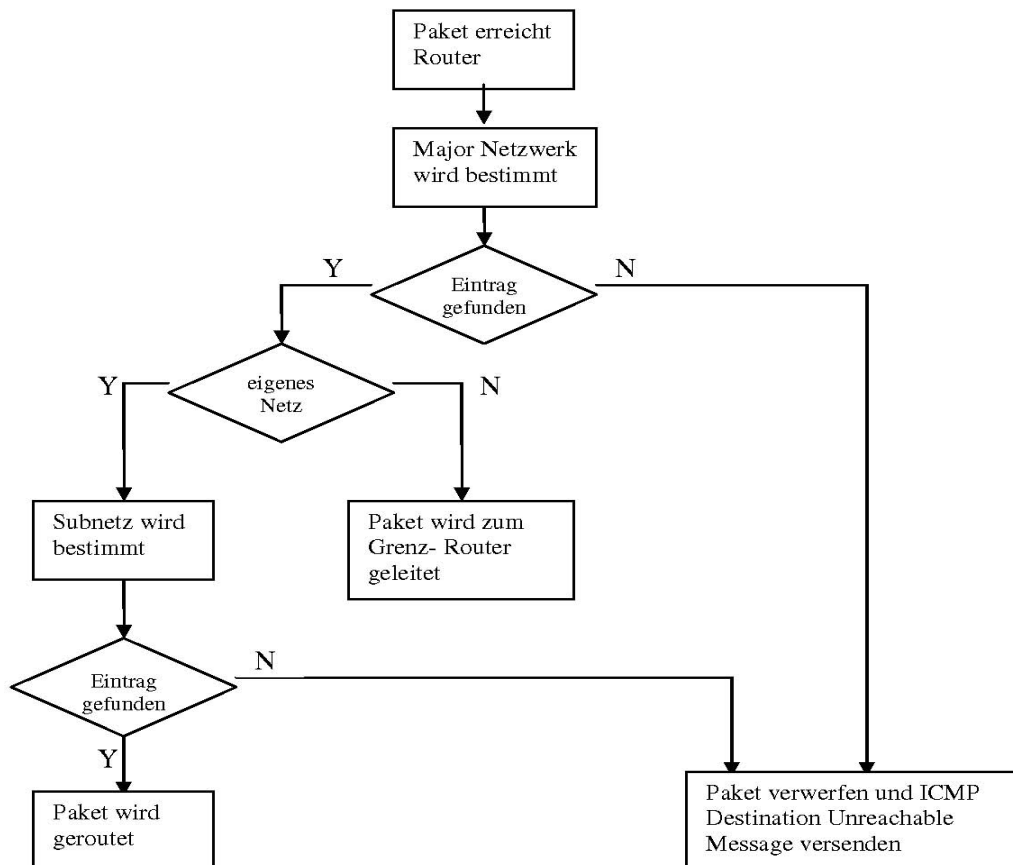 Paket erreicht
Router
Major Netzwerk
wird bestimmt
Y
N
Eintrag
gefunden
Y
N
eigenes
Netz
Subnetz wird
bestimmt
Paket wird zum
Grenz- Router
geleitet
N
Eintrag
gefunden
Y
Paket wird
geroutet
Paket verwerfen und ICMP
Destination Unreachable
Message versenden